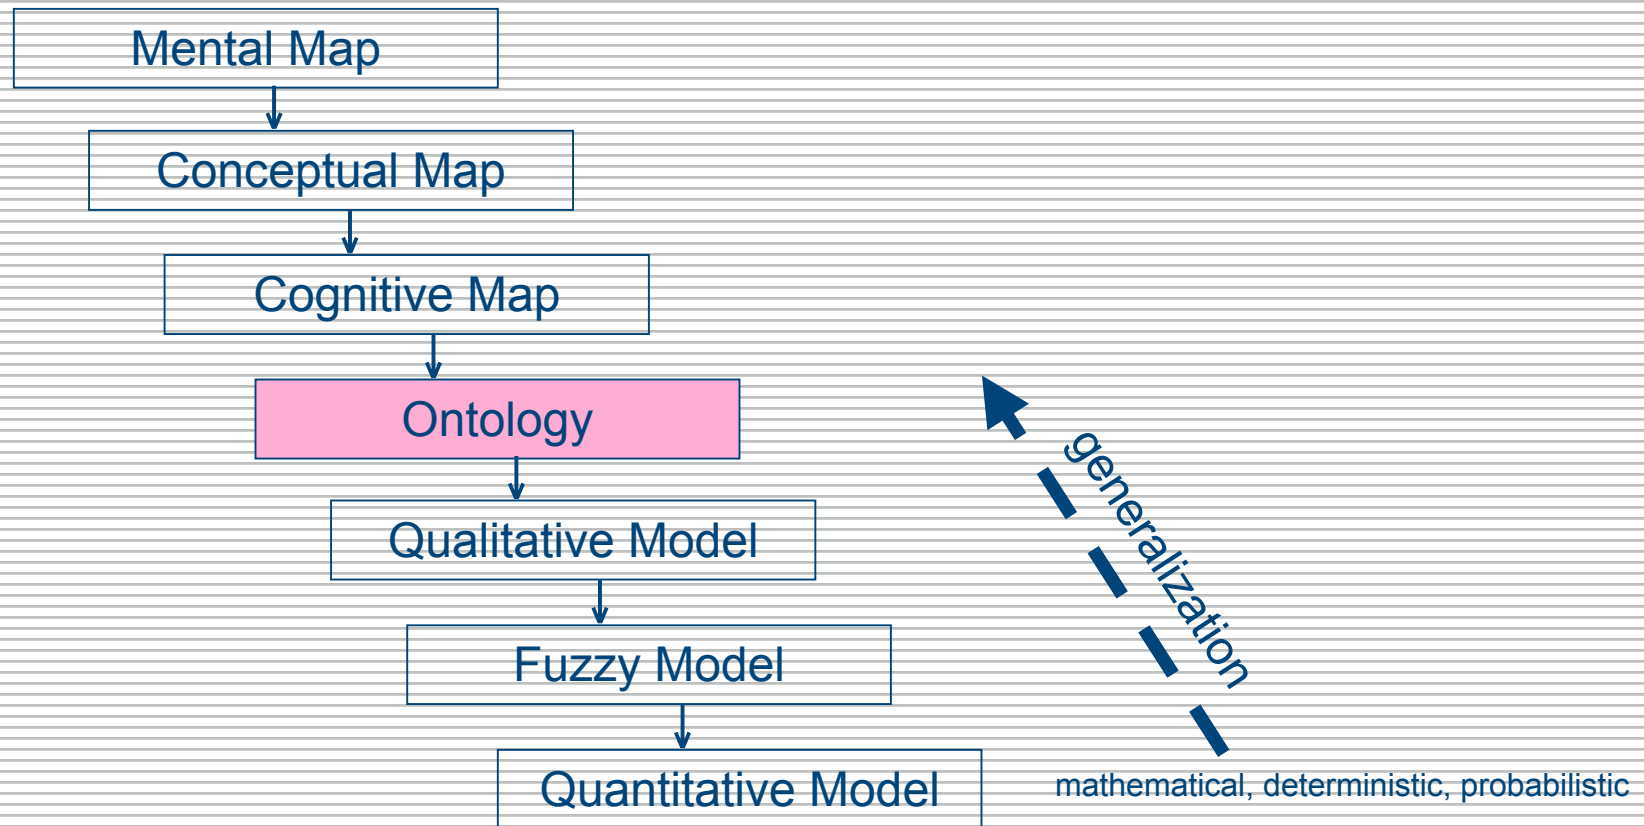 Mental Map
Conceptual Map
Cognitive Map
Ontology
Qualitative Model
Fuzzy Model
Quantitative Model
generalization
mathematical, deterministic, probabilistic